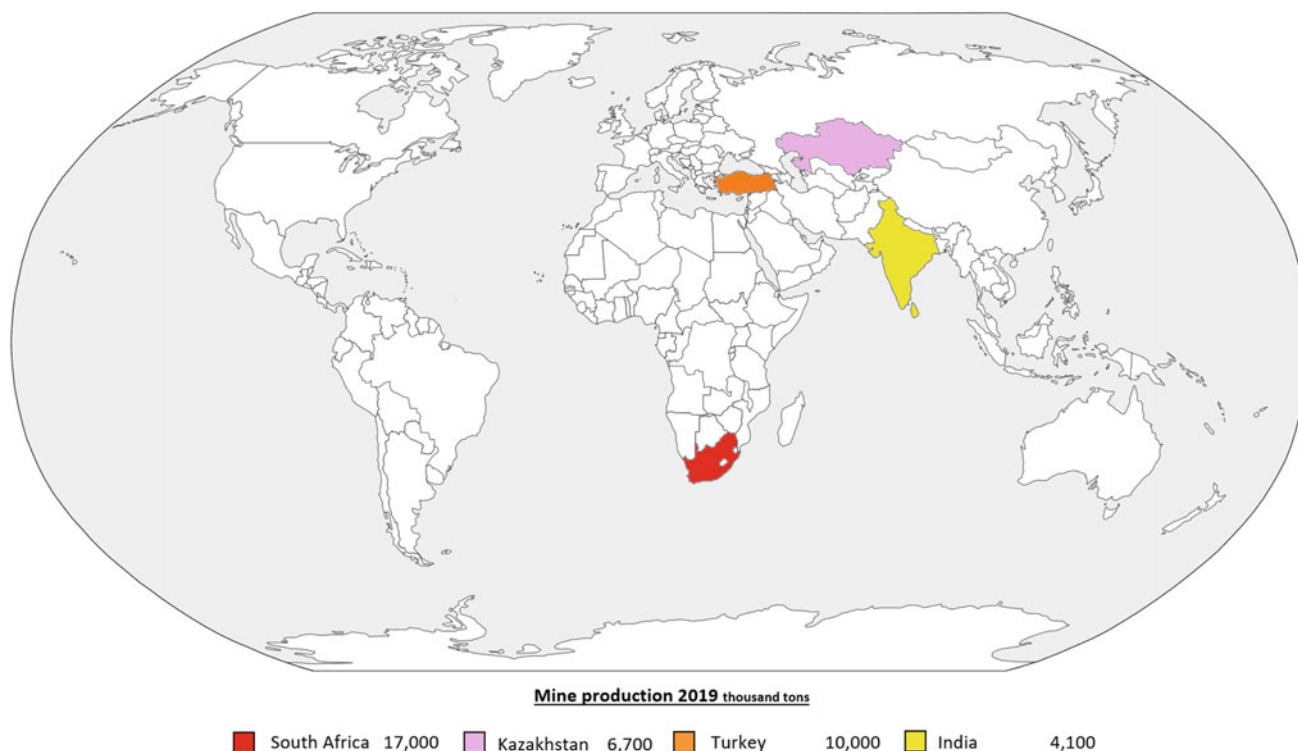 Mine production 2019 thousand tons
South Africa 17,000 Kazakhstan 6,700 Turkey 10,000 India 4,100